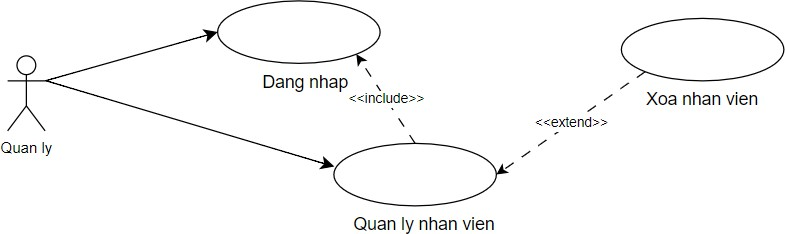 Dang nhap
<<include>>
Xoa nhan vien
<<extend>>
Quan ly
Quan ly nhan vien